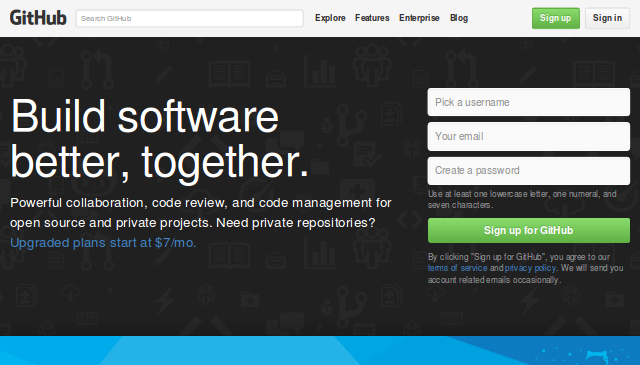 GitHub
Search GitHub
Explore Features Enterprise Blog
Sign up
Sign in
Build software
better, together.
Powerful collaboration, code review, and code management for
open source and private projects. Need private repositories?
Upgraded plans start at $7/mo.
Pick a username
Your email
Create a password
Use at least one lowercase letter, one numeral, and
seven characters.
Sign up for GitHub
By clicking "Sign up for GitHub", you agree to our
terms of service and privacy policy. We will send you
account related emails occasionally.